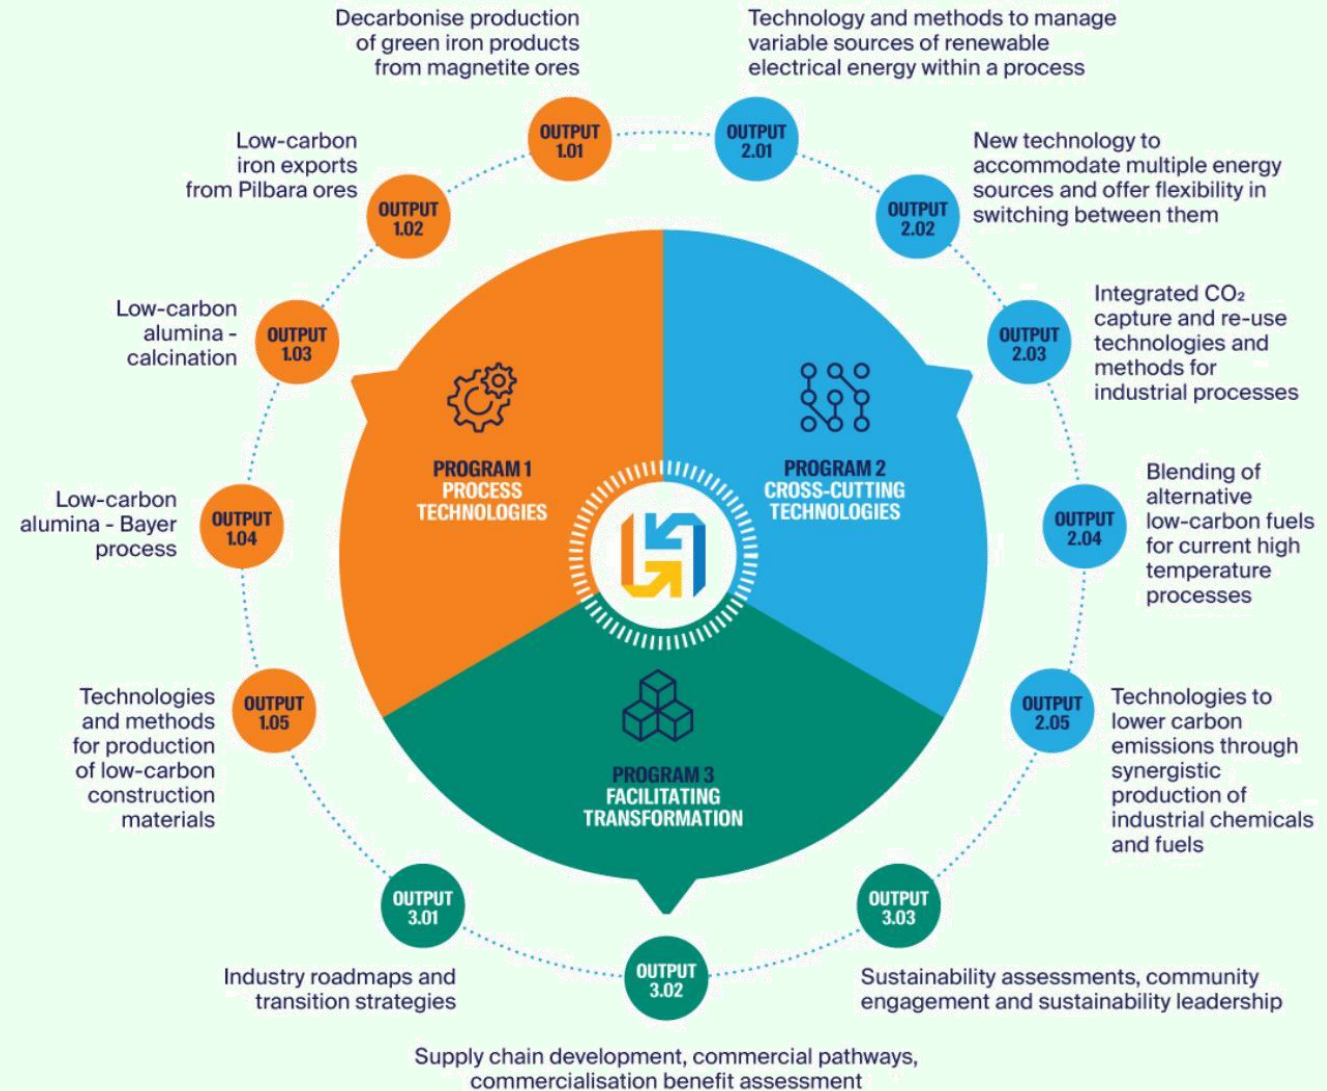 Decarbonise production
of green iron products
from magnetite ores
OUTPUT
1.01
Low-carbon
iron exports
from Pilbara ores
OUTPUT
1.02
Low-carbon
alumina -
calcination
OUTPUT
1.03
Low-carbon
alumina - Bayer
process
OUTPUT
1.04
Technologies
and methods
for production
of low-carbon
construction
materials
OUTPUT
1.05
Technology and methods to manage
variable sources of renewable
electrical energy within a process
OUTPUT
2.01
New technology to
accommodate multiple energy
sources and offer flexibility in
switching between them
OUTPUT
2.02
Integrated CO₂
capture and re-use
technologies and
methods for
industrial processes
OUTPUT
2.03
Blending of
alternative
low-carbon fuels
for current high
temperature
processes
OUTPUT
2.04
Technologies to
lower carbon
emissions through
synergistic
production of
industrial chemicals
and fuels
OUTPUT
2.05
PROGRAM 1
PROCESS
TECHNOLOGIES
PROGRAM 2
CROSS-CUTTING
TECHNOLOGIES
PROGRAM 3
FACILITATING
TRANSFORMATION
OUTPUT
3.01
Industry roadmaps and
transition strategies
OUTPUT
3.02
Supply chain development, commercial pathways,
commercialisation benefit assessment
OUTPUT
3.03
Sustainability assessments, community
engagement and sustainability leadership